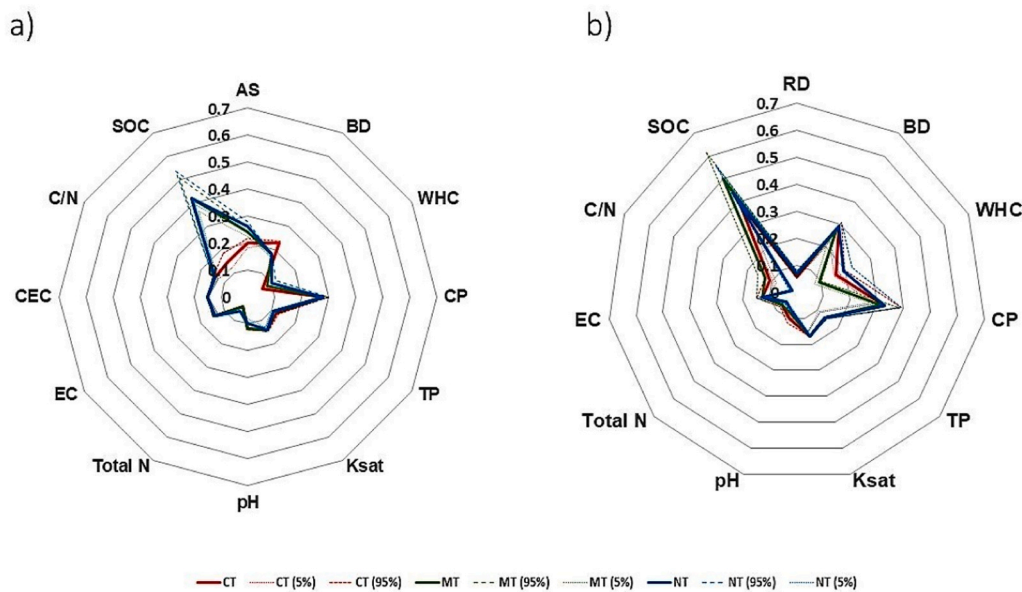 a)
AS
BD
WHC
CP
TP
Ksat
pH
Total N
EC
CEC
C/N
SOC
0.7
0.6
0.5
0.4
0.3
0.2
0.1
0
b)
RD
BD
WHC
CP
TP
Ksat
pH
Total N
EC
C/N
SOC
0.7
0.6
0.5
0.4
0.3
0.2
0.1
0
CT CT (5%) CT (95%) MT MT (95%) MT (5%) NT NT (95%) NT (5%)